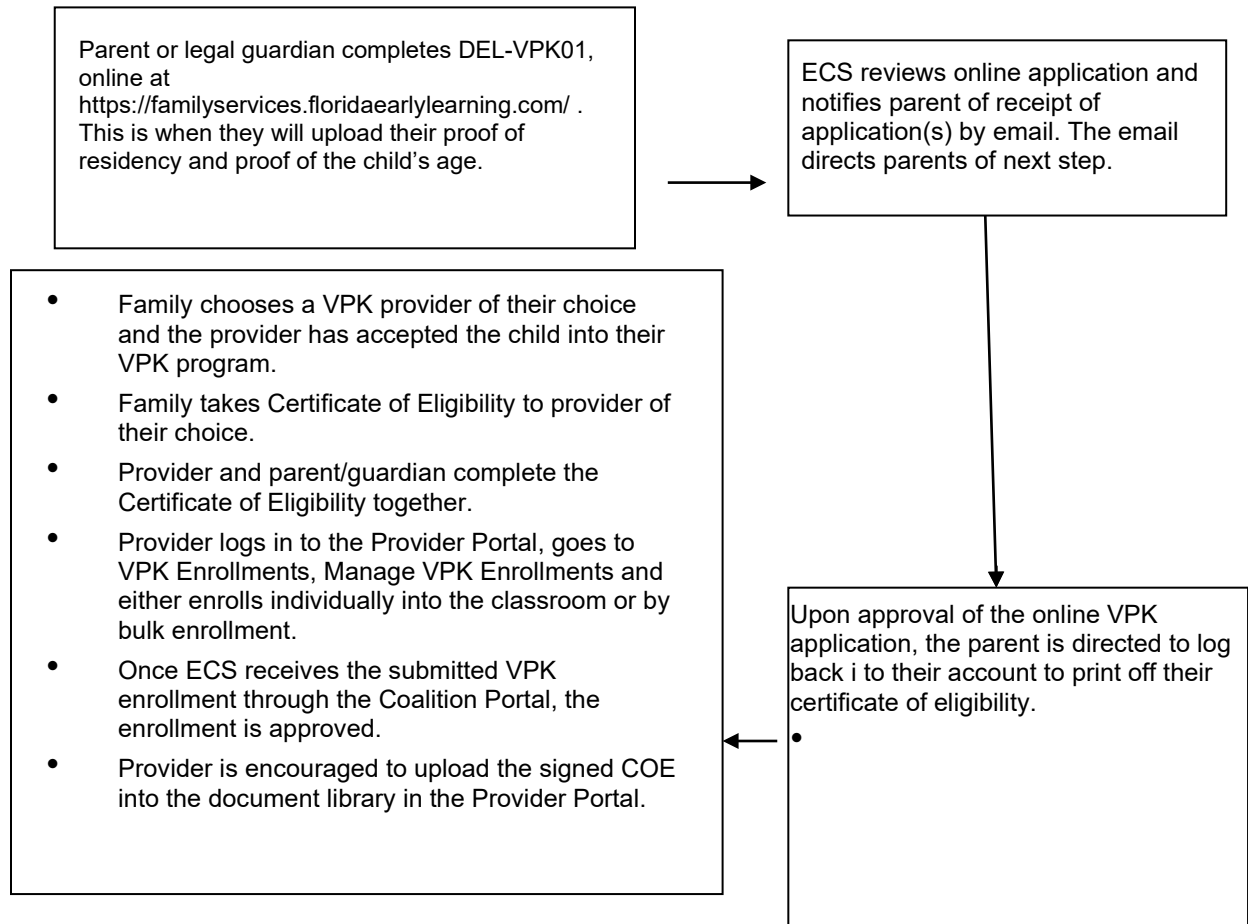 Parent or legal guardian completes DEL-VPK01,
online at
https://familyservices.floridaearlylearning.com/ .
This is when they will upload their proof of
residency and proof of the child’s age.
ECS reviews online application and
notifies parent of receipt of
application(s) by email. The email
directs parents of next step.
Upon approval of the online VPK
application, the parent is directed to log
back i to their account to print off their
certificate of eligibility.
•
• Family chooses a VPK provider of their choice
and the provider has accepted the child into their
VPK program.
• Family takes Certificate of Eligibility to provider of
their choice.
• Provider and parent/guardian complete the
Certificate of Eligibility together.
• Provider logs in to the Provider Portal, goes to
VPK Enrollments, Manage VPK Enrollments and
either enrolls individually into the classroom or by
bulk enrollment.
• Once ECS receives the submitted VPK
enrollment through the Coalition Portal, the
enrollment is approved.
• Provider is encouraged to upload the signed COE
into the document library in the Provider Portal.